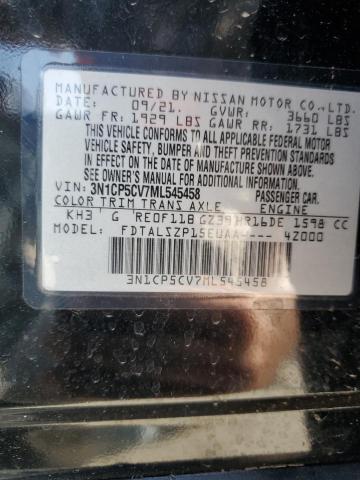 MANUFACTURED BY NISSAN MOTOR CO.,LTD.
DATE: 09/21. GVWR: 3660 LBS
GAWR FR: 1929 LBS GAWR RR: 1731 LBS
THIS VEHICLE CONFORMS TO ALL APPLICABLE FEDERAL MOTOR
VEHICLE SAFETY, BUMPER AND THEFT PREVENTION STANDARDS
IN EFFECT ON THE DATE OF MANUFACTURE SHOWN ABOVE.
SEE OWNER'S MANUAL FOR ADDITIONAL INFORMATION.
VIN: 3N1CP5CV7ML545458 PASSENGER CAR.
COLOR TRIM TRANS AXLE ENGINE
KH3 G RE0F11B GZ39 HR16DE 1598 CC
MODEL: FDTALSZP15EUAA---- 42000
3N1CP5CV7ML545458